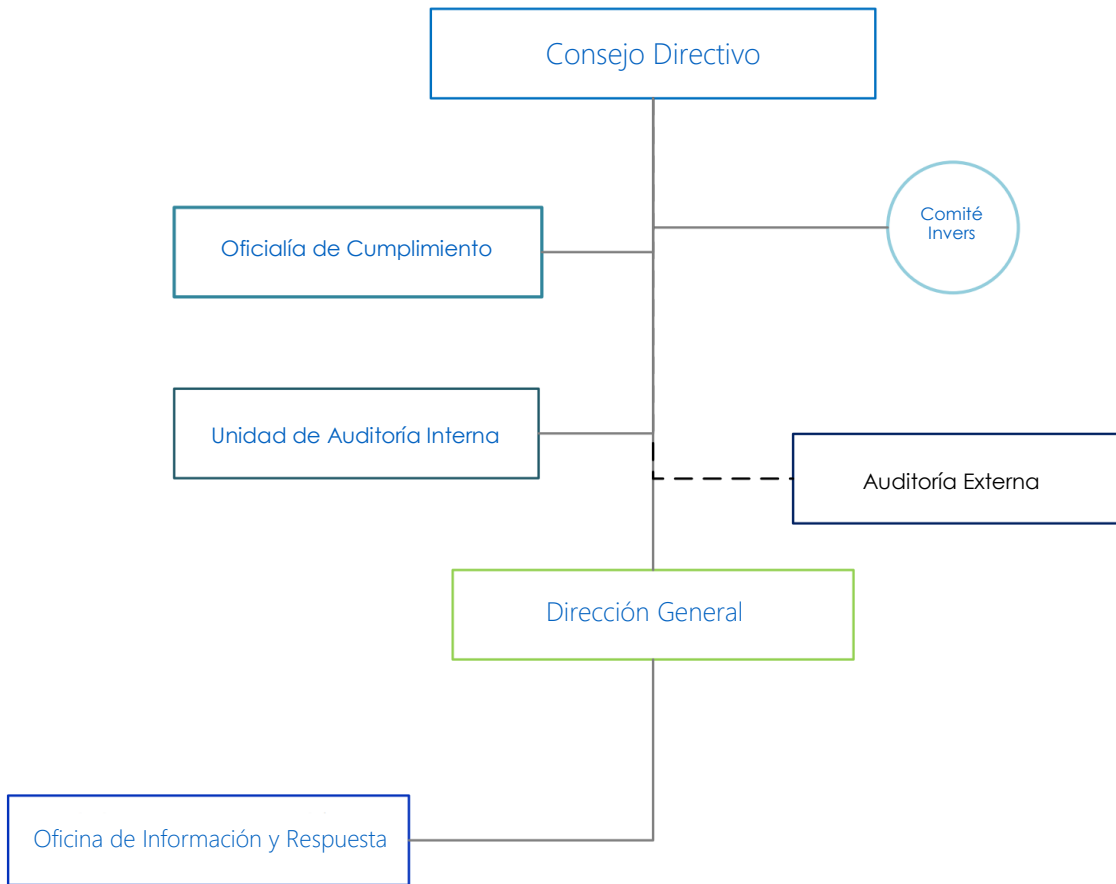 Consejo Directivo
Comité
Invers
Oficialía de Cumplimiento
Unidad de Auditoría Interna
Auditoría Externa
Dirección General
Oficina de Información y Respuesta